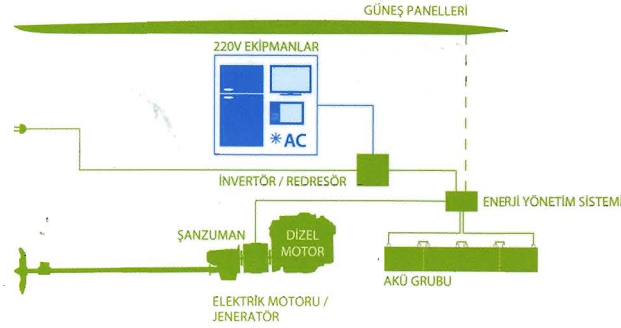 GÜNEŞ PANELLERİ
220V EKİPMANLAR
AC
İNVERTÖR / REDRESÖR
ENERJİ YÖNETİM SİSTEMİ
ŞANZUMAN
DİZEL
MOTOR
AKÜ GRUBU
ELEKTRİK MOTORU /
JENERATÖR